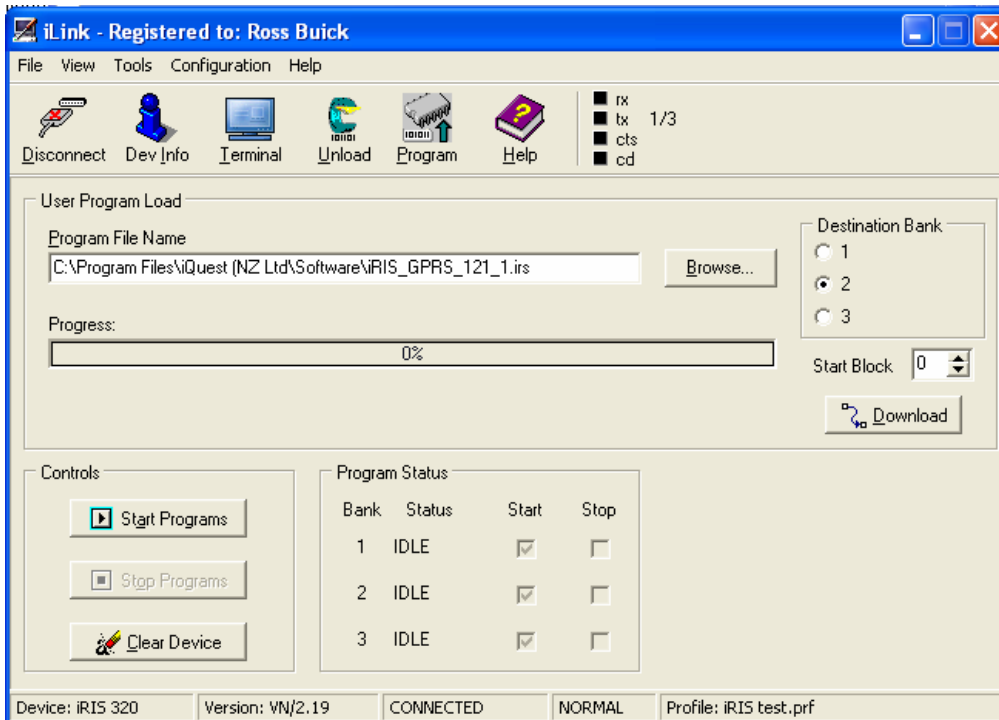 iLink - Registered to: Ross Buick
File View Tools Configuration Help
Disconnect Dev Info Terminal Unload Program Help
rx
tx 1/3
cts
cd
User Program Load
Program File Name
C:\Program Files\iQuest (NZ Ltd\Software\iRIS_GPRS_121_1.irs
Browse...
Progress:
0%
Destination Bank
1
2
3
Start Block 0
Download
Controls
Start Programs
Stop Programs
Clear Device
Program Status
Bank Status Start Stop
1 IDLE
2 IDLE
3 IDLE
Device: iRIS 320 Version: VN/2.19 CONNECTED NORMAL Profile: iRIS test.prf